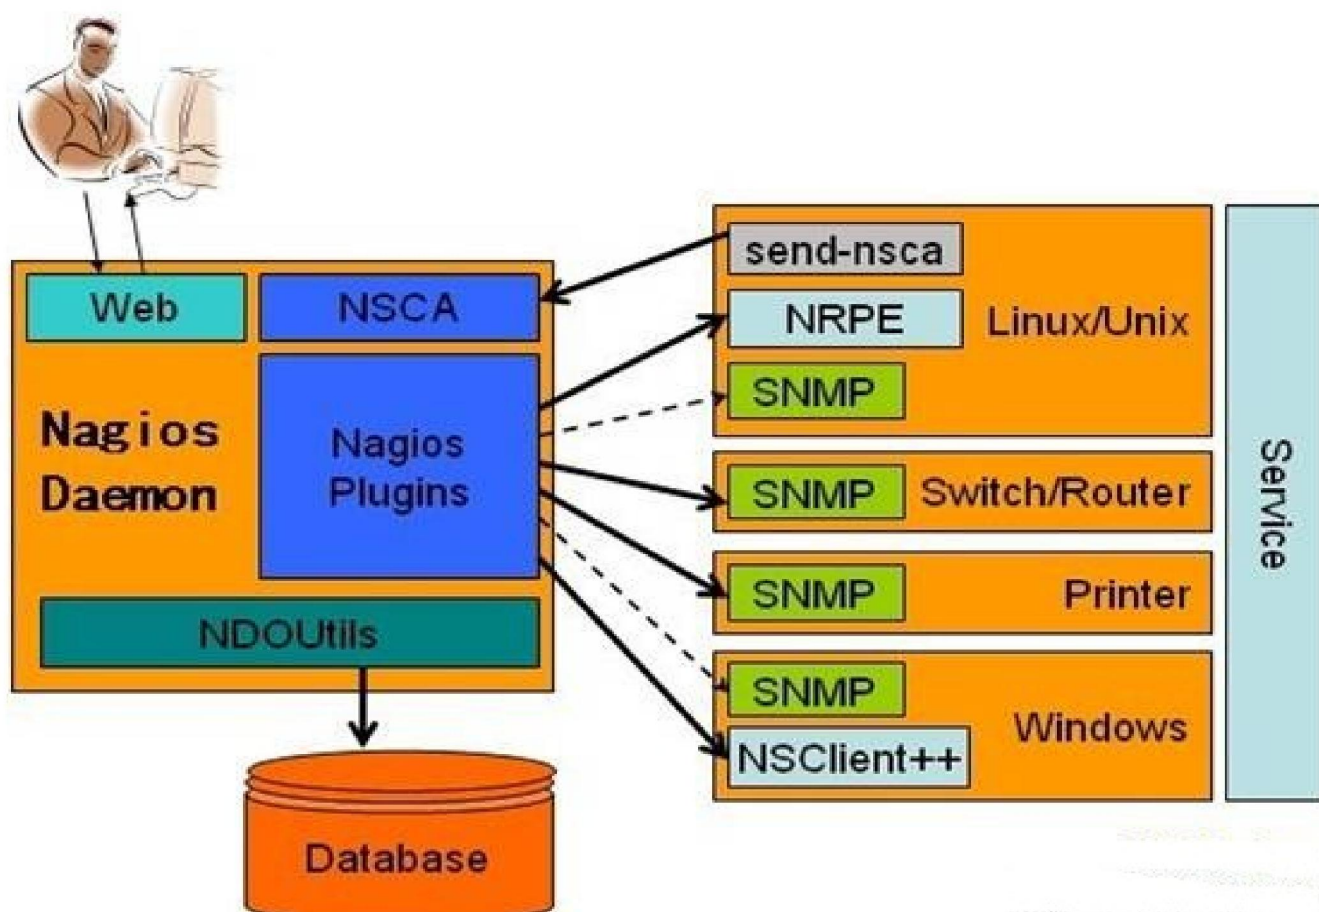 Web
NSCA
Nagios
Daemon
Nagios
Plugins
NDOUtils
Database
send-nsca
NRPE
SNMP
Linux/Unix
SNMP
Switch/Router
SNMP
Printer
SNMP
NSClient++
Windows
Service